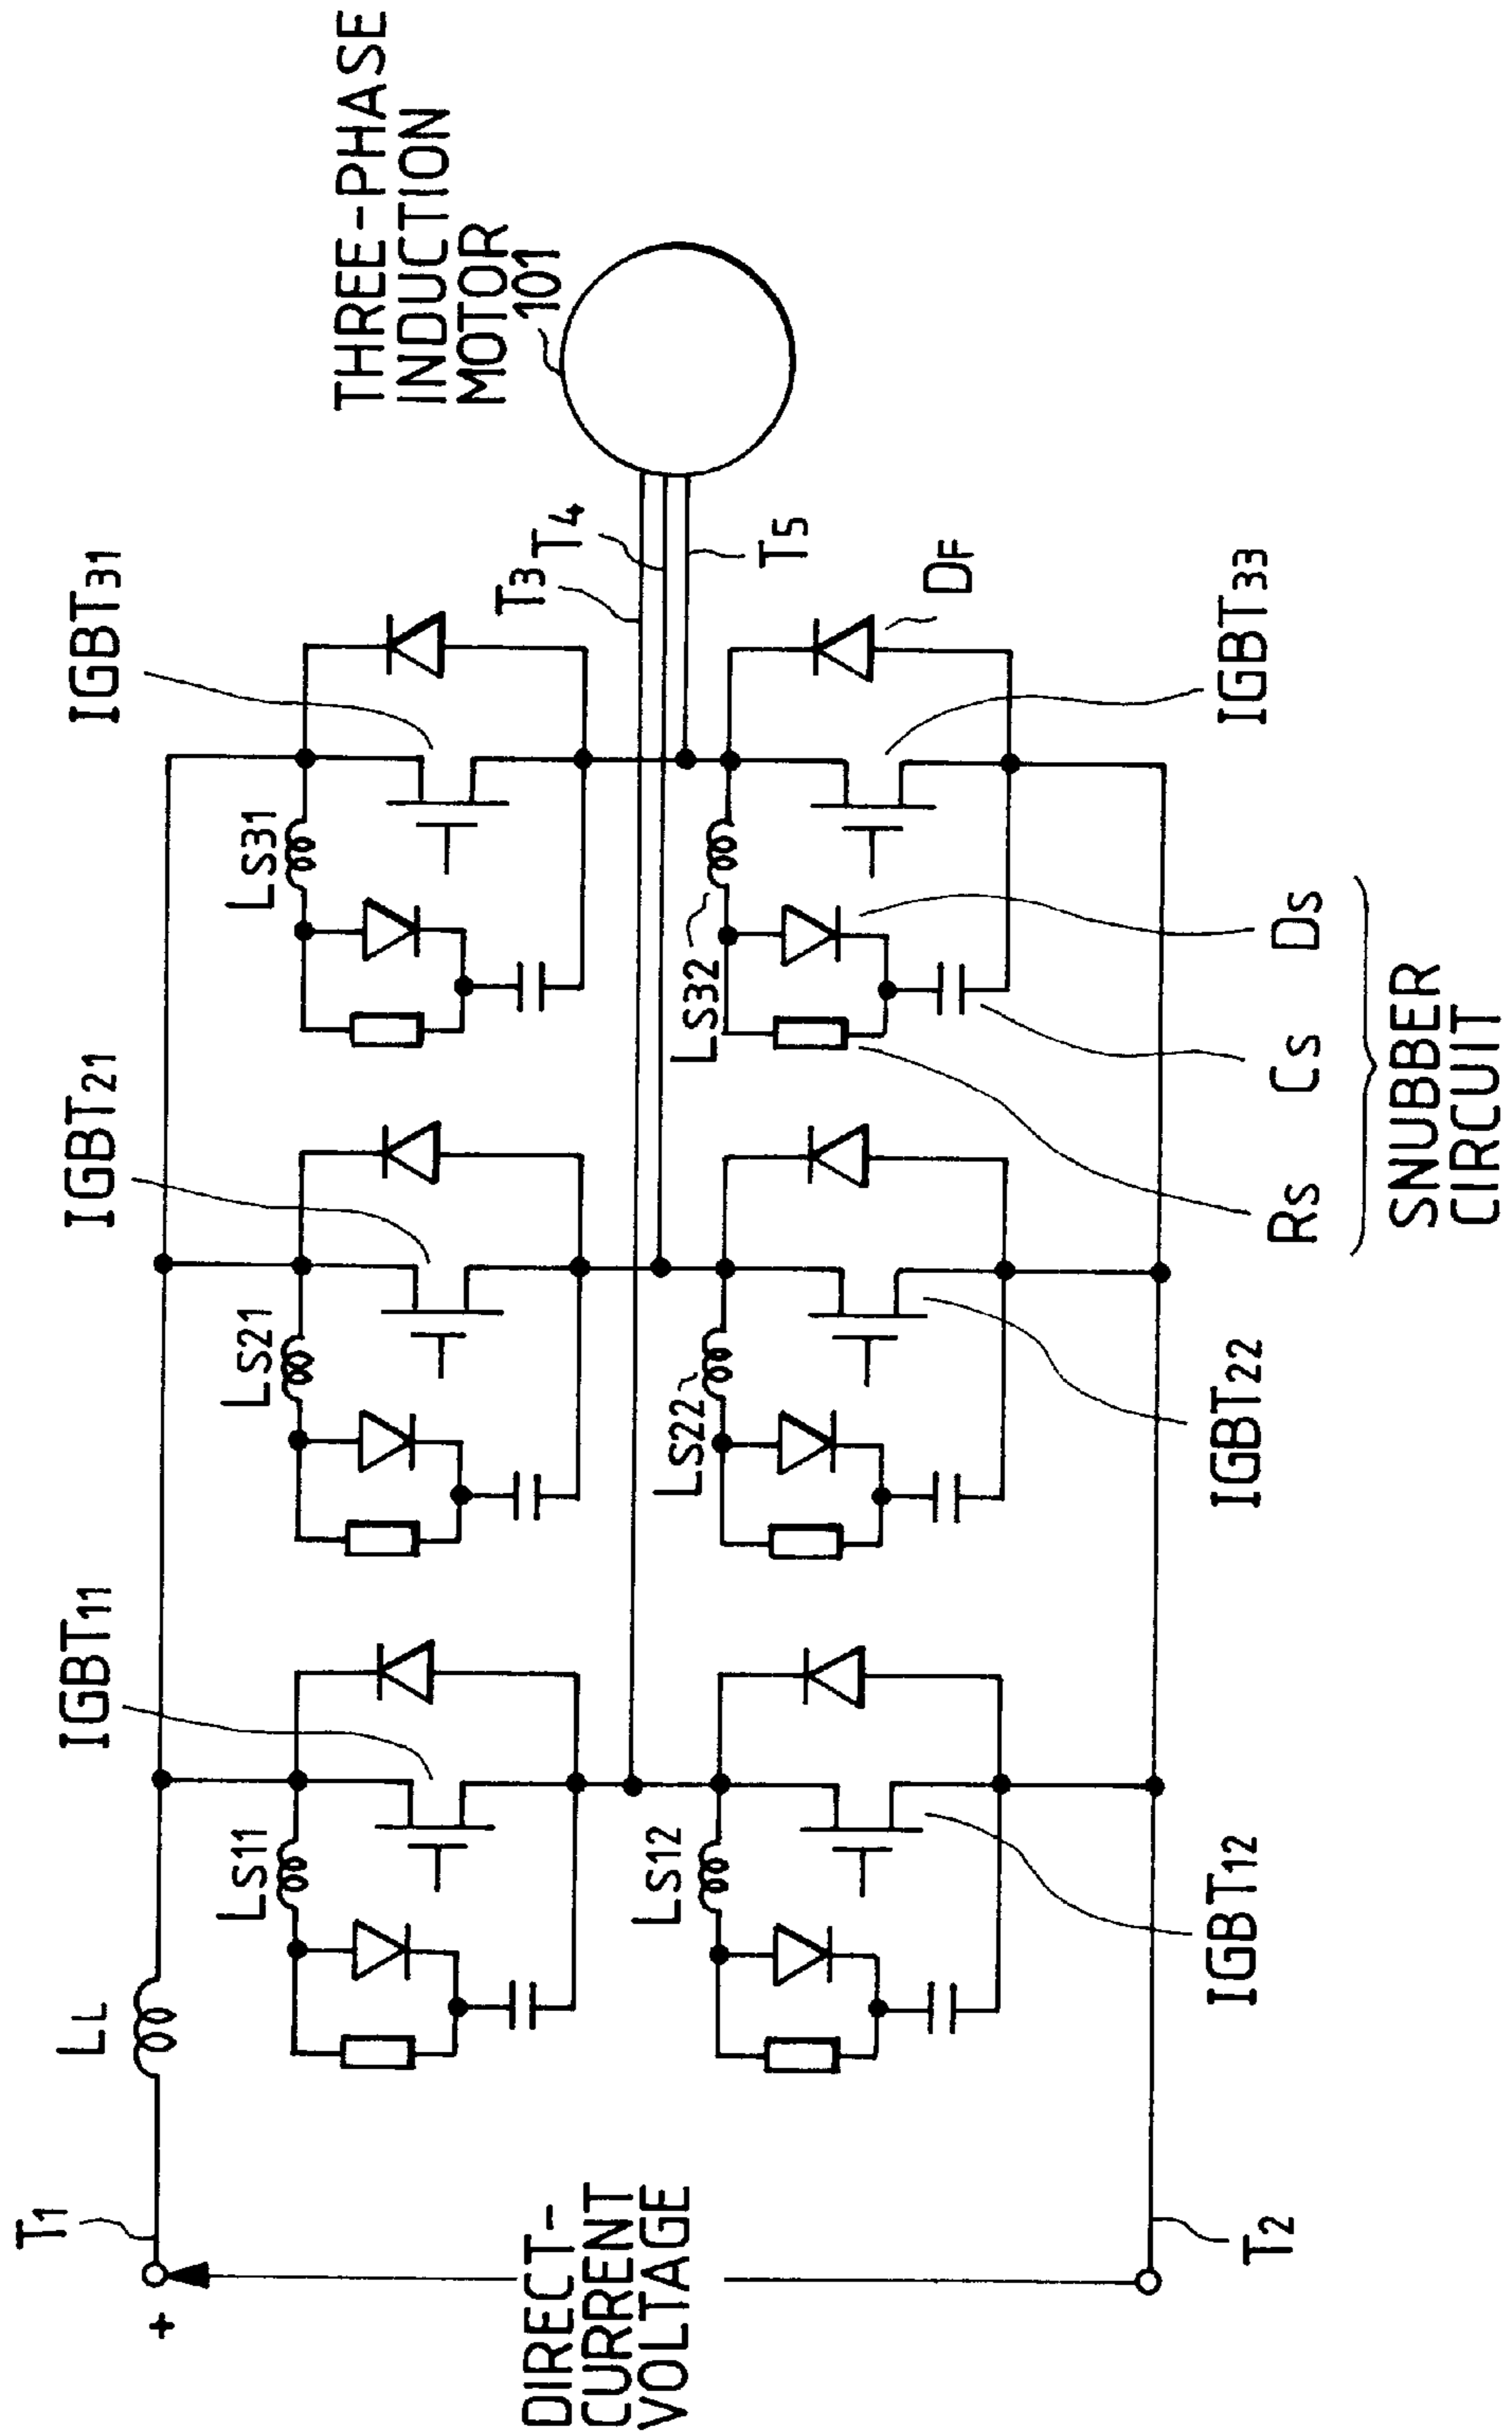 THREE-PHASE
INDUCTION
MOTOR
101
IGBT11
IGBT21
IGBT31
LL
T1
+
LS11
LS21
LS31
T3
T4
T5
DIRECT-
CURRENT
VOLTAGE
LS12
LS22
LS32
DF
T2
IGBT12
IGBT22
IGBT33
RS
CS
DS
SNUBBER
CIRCUIT